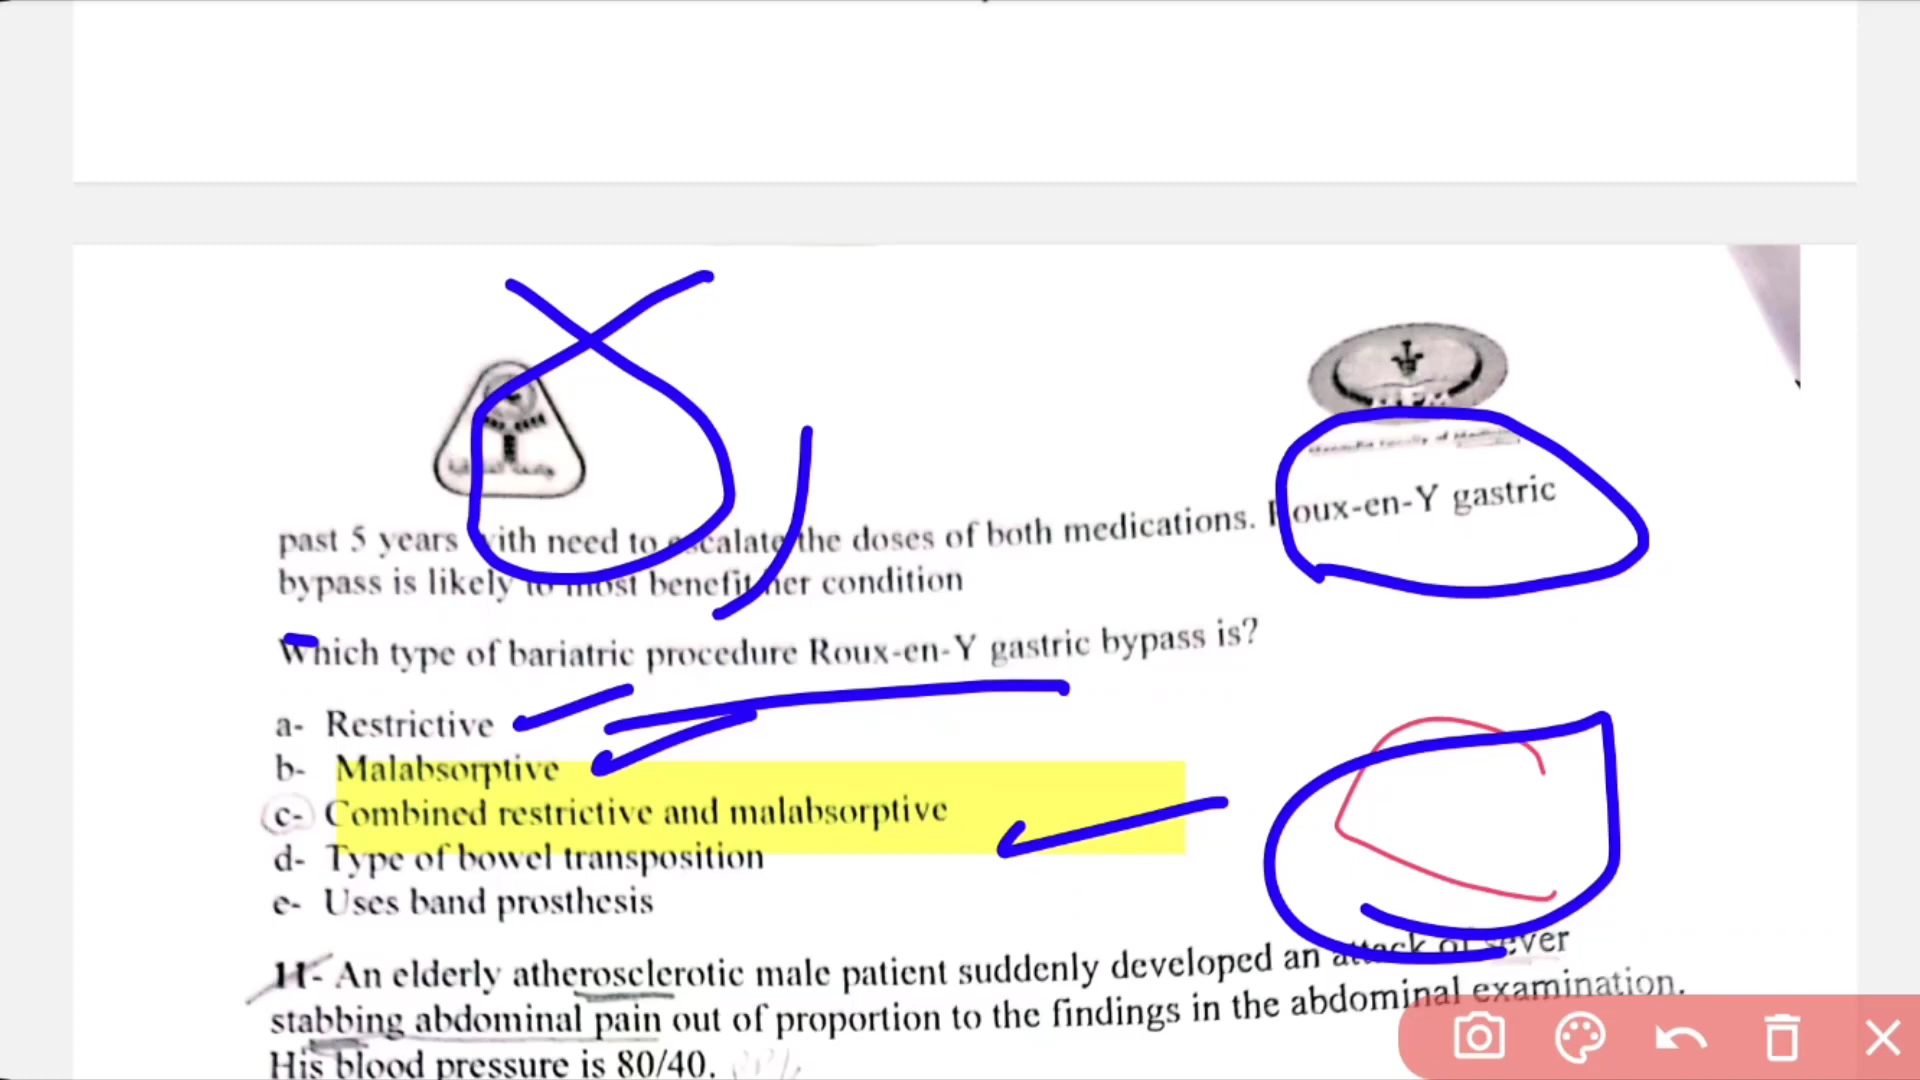 past 5 years with need to escalate the doses of both medications. Roux-en-Y gastric
bypass is likely to most benefit her condition
Which type of bariatric procedure Roux-en-Y gastric bypass is?
a- Restrictive
b- Malabsorptive
c- Combined restrictive and malabsorptive
d- Type of bowel transposition
e- Uses band prosthesis
11- An elderly atherosclerotic male patient suddenly developed an attack of sever
stabbing abdominal pain out of proportion to the findings in the abdominal examination.
His blood pressure is 80/40.